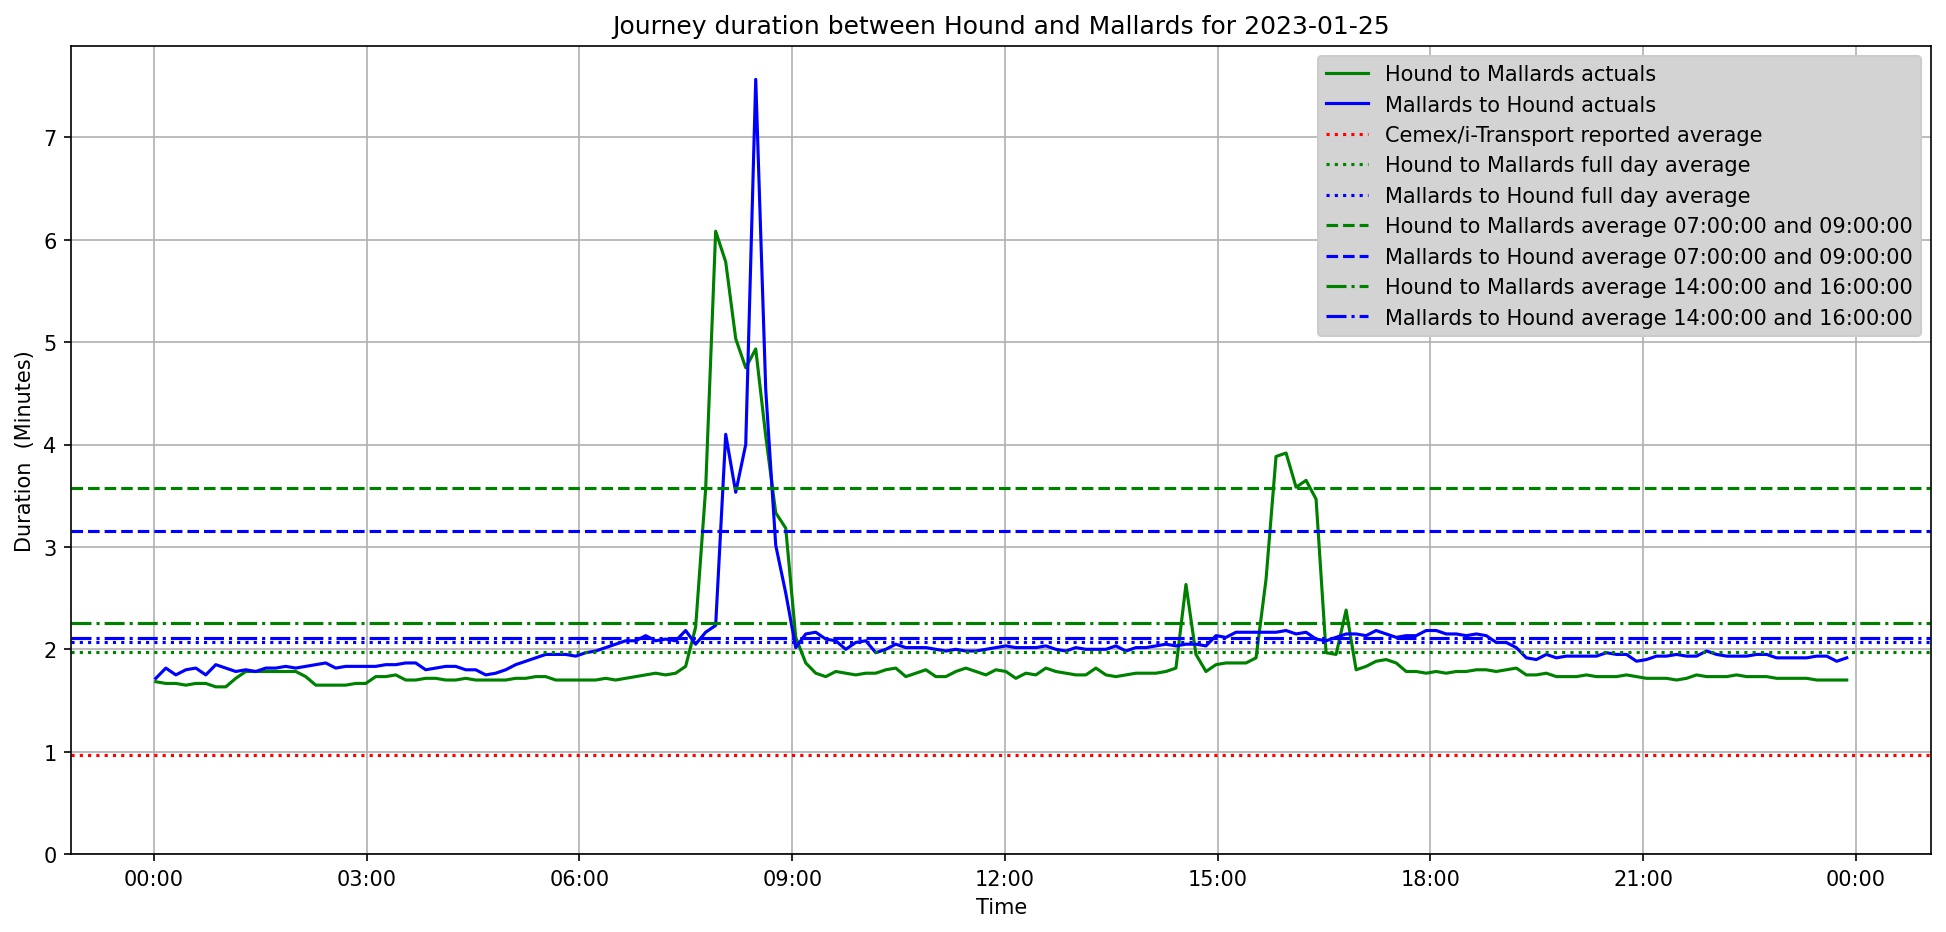 Journey duration between Hound and Mallards for 2023-01-25
Hound to Mallards actuals
Mallards to Hound actuals
Cemex/i-Transport reported average
Hound to Mallards full day average
Mallards to Hound full day average
Hound to Mallards average 07:00:00 and 09:00:00
Mallards to Hound average 07:00:00 and 09:00:00
Hound to Mallards average 14:00:00 and 16:00:00
Mallards to Hound average 14:00:00 and 16:00:00
Duration (Minutes)
7
6
5
4
3
2
1
0
00:00 03:00 06:00 09:00 12:00 15:00 18:00 21:00 00:00
Time